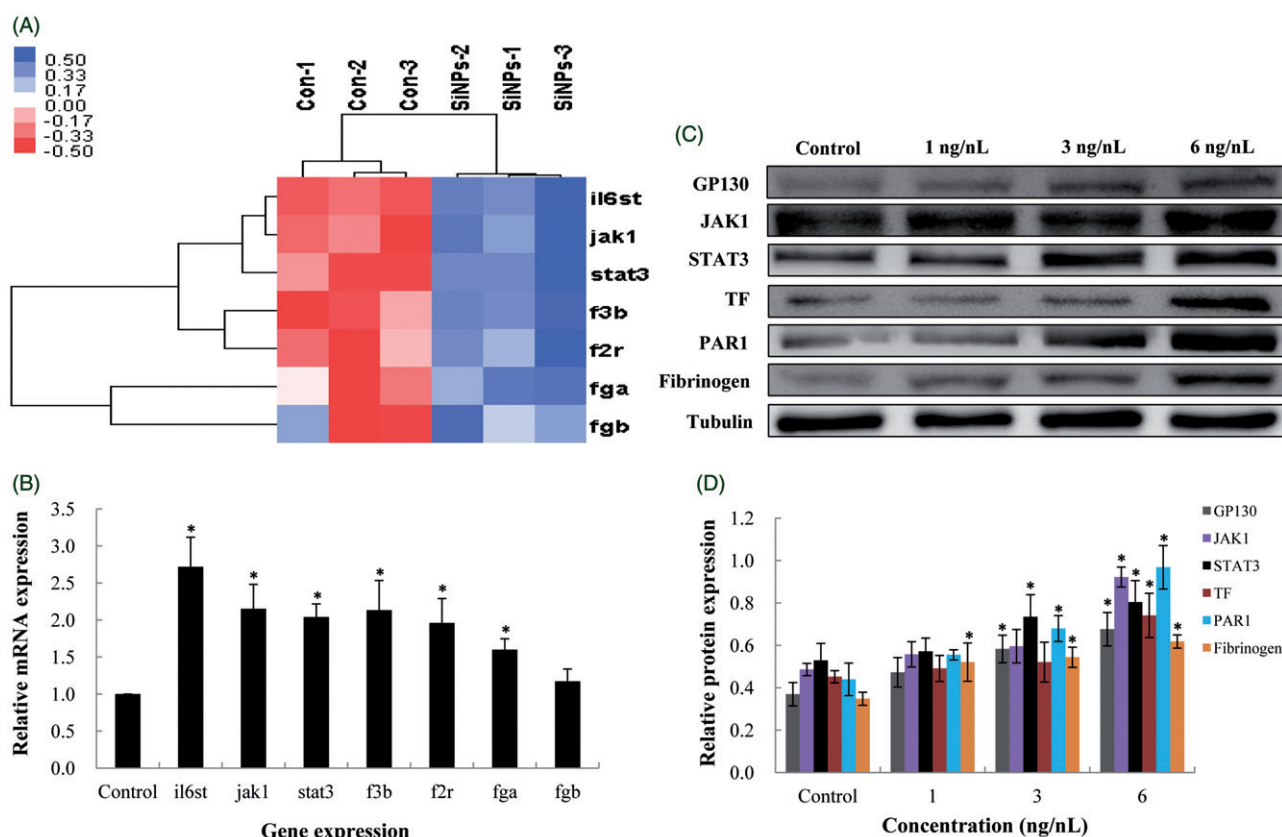 (A)
0.50
0.33
0.17
0.00
-0.17
-0.33
-0.50
Con-1
Con-2
Con-3
SiNPs-2
SiNPs-1
SiNPs-3
il6st
jak1
stat3
f3b
f2r
fga
fgb
(B)
Relative mRNA expression
3.5
3.0
2.5
2.0
1.5
1.0
0.5
0.0
* * * * * *
Control il6st jak1 stat3 f3b f2r fga fgb
Gene expression
(C)
Control 1 ng/nL 3 ng/nL 6 ng/nL
GP130
JAK1
STAT3
TF
PAR1
Fibrinogen
Tubulin
(D)
Relative protein expression
1.2
1.0
0.8
0.6
0.4
0.2
0.0
* * * * * * * * * * *
Control 1 3 6
Concentration (ng/nL)
GP130
JAK1
STAT3
TF
PAR1
Fibrinogen